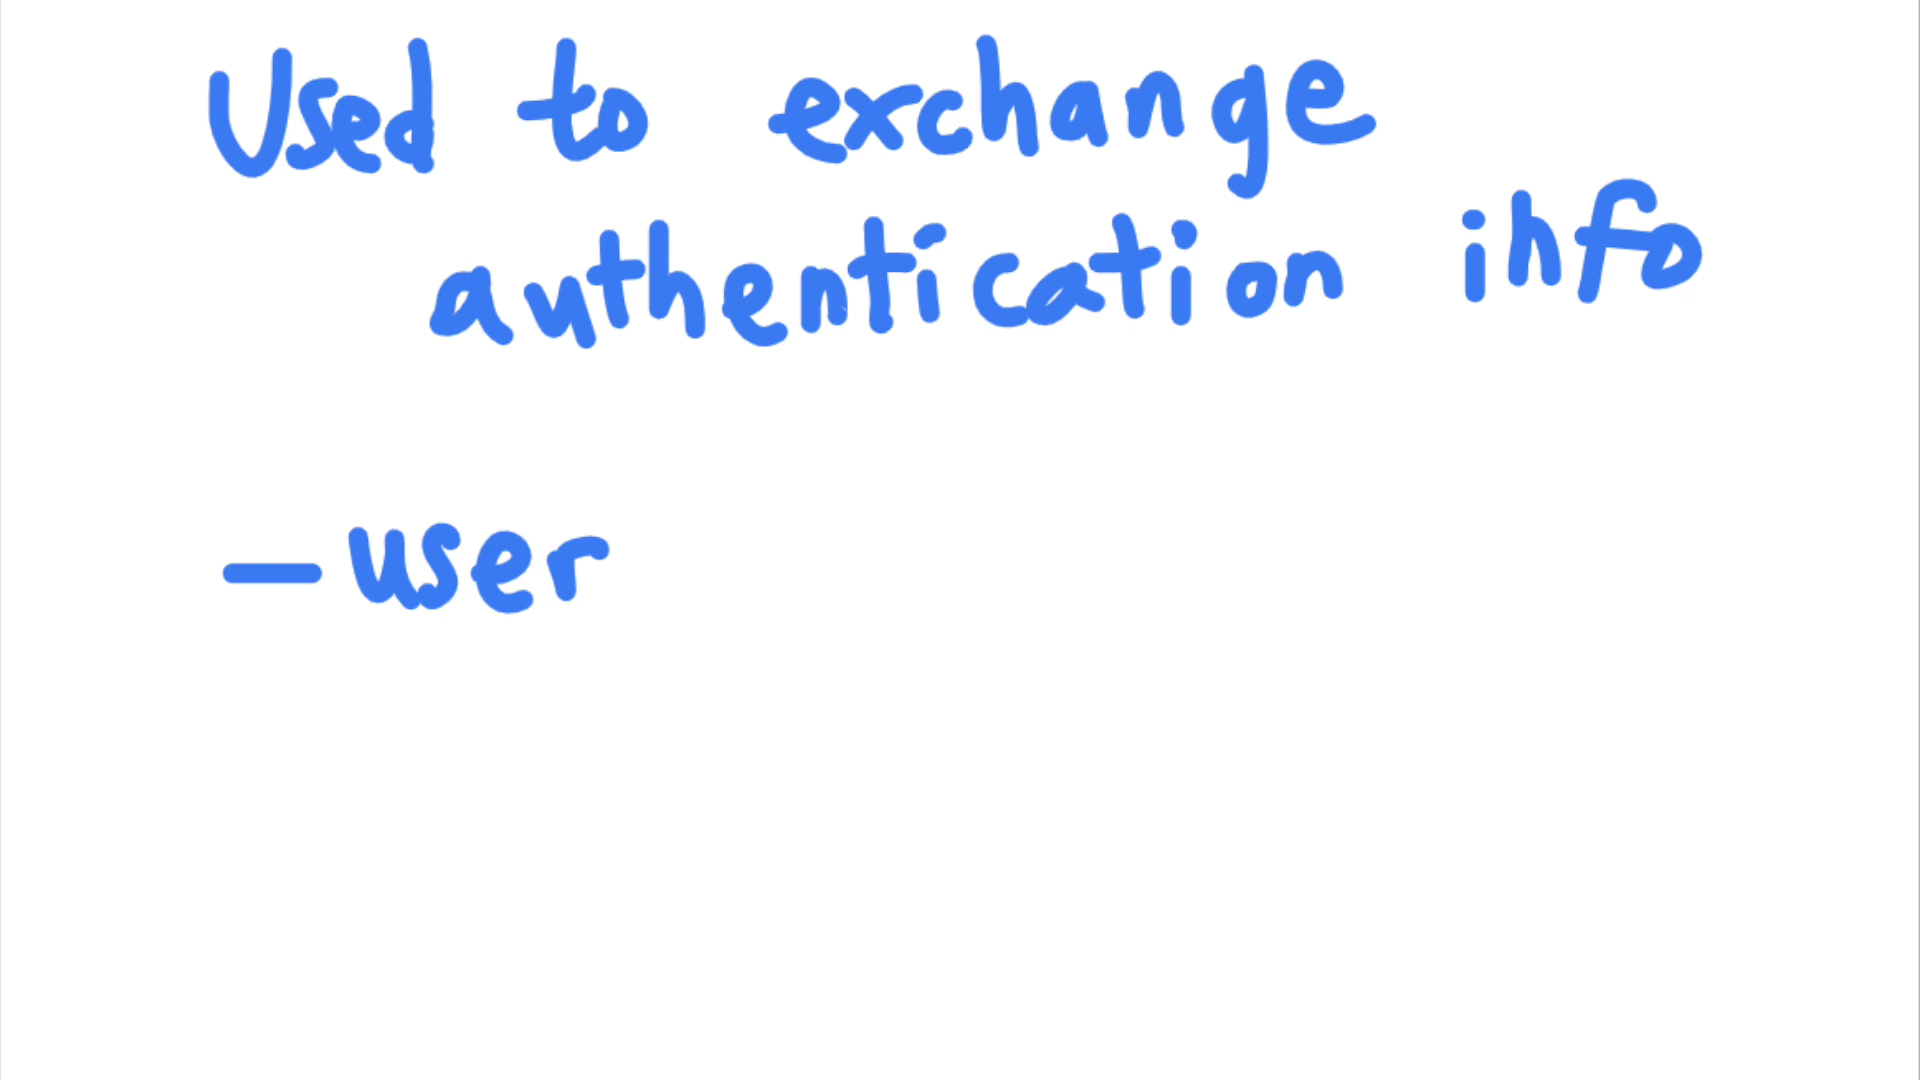 Used to exchange
authentication info
- user